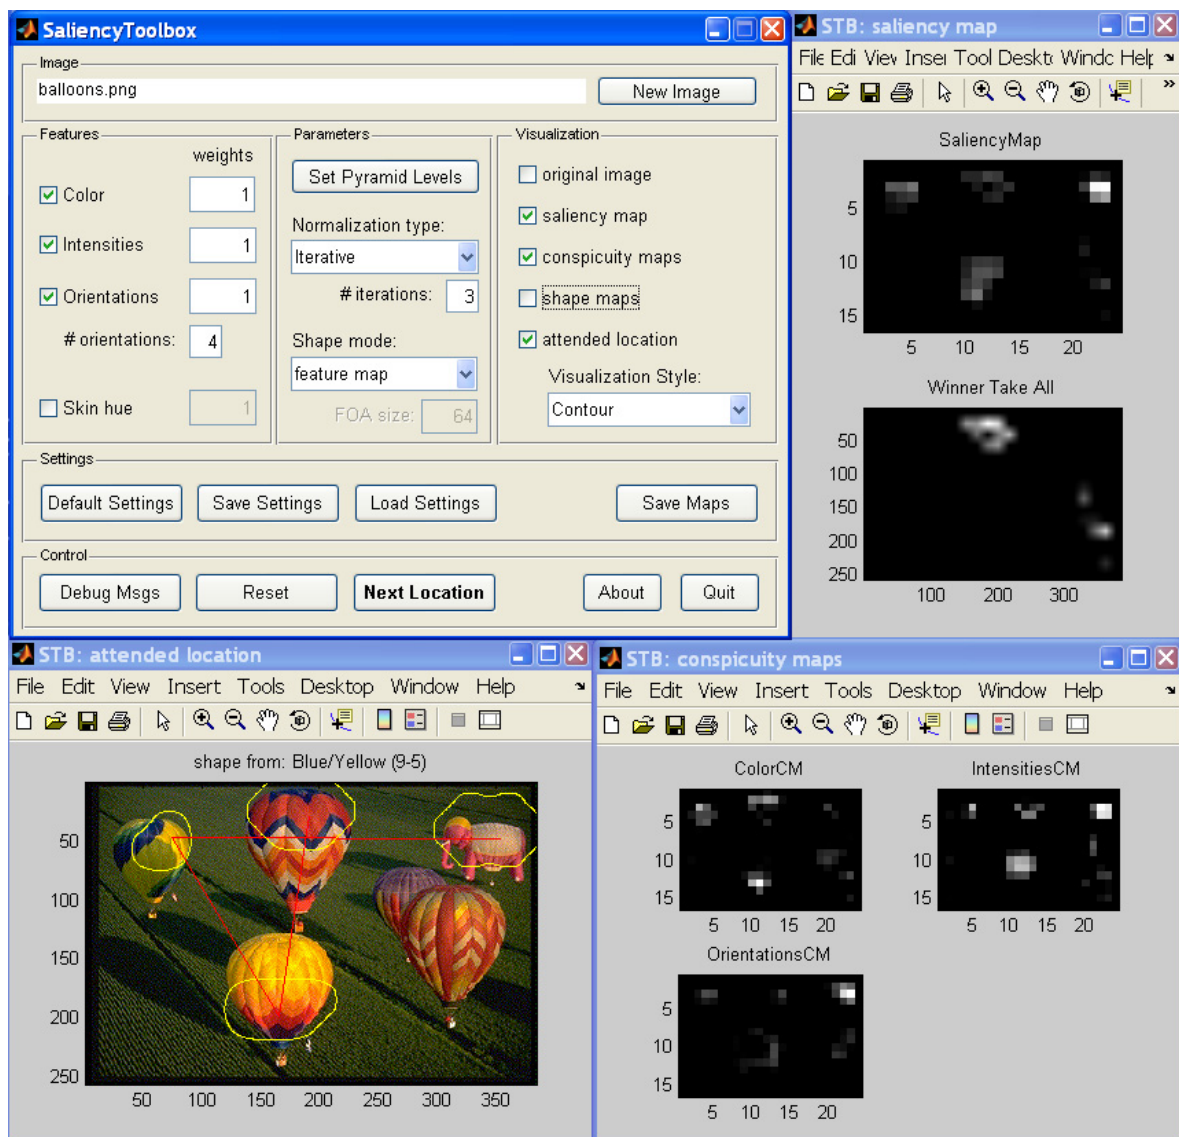 SaliencyToolbox
Image
balloons.png
New Image
Features
weights
Color
1
Intensities
1
Orientations
1
# orientations:
4
Skin hue
1
Parameters
Set Pyramid Levels
Normalization type:
Iterative
# iterations:
3
Shape mode:
feature map
FOA size:
64
Visualization
original image
saliency map
conspicuity maps
shape maps
attended location
Visualization Style:
Contour
Settings
Default Settings
Save Settings
Load Settings
Save Maps
Control
Debug Msgs
Reset
Next Location
About
Quit
STB: saliency map
File Edi View Inser Tool Deskt Windo Help
SaliencyMap
5
10
15
5 10 15 20
Winner Take All
50
100
150
200
250
100 200 300
STB: attended location
File Edit View Insert Tools Desktop Window Help
shape from: Blue/Yellow (9-5)
50
100
150
200
250
50 100 150 200 250 300 350
STB: conspicuity maps
File Edit View Insert Tools Desktop Window Help
ColorCM
5
10
15
5 10 15 20
IntensitiesCM
5
10
15
5 10 15 20
OrientationsCM
5
10
15
5 10 15 20